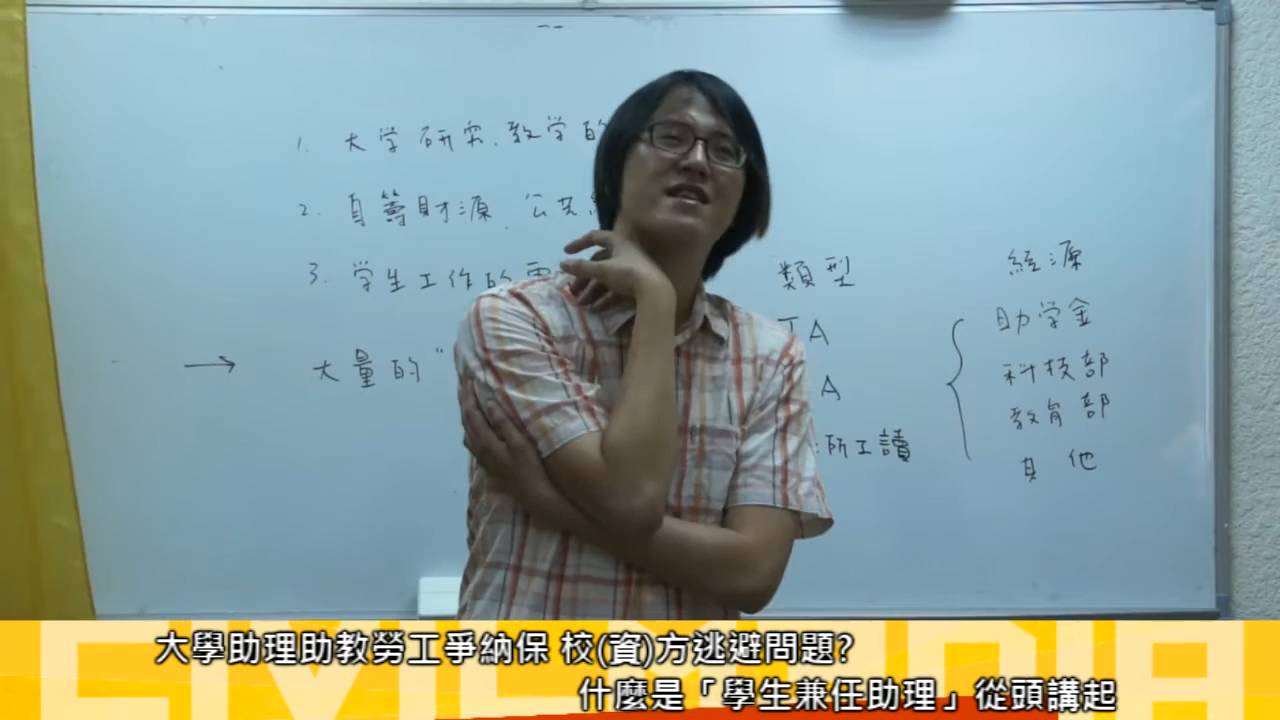 1. 大学研究、教学的
2. 自籌財源、公共
3. 学生工作的
→ 大量的"
類型
TA
A
所工讀
經源
助学金
科技部
教育部
其他
大學助理助教勞工爭納保 校(資)方逃避問題?
什麼是「學生兼任助理」從頭講起